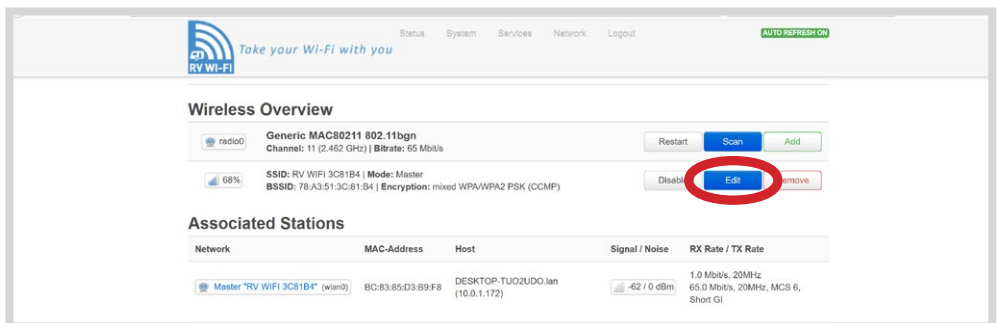 Status System Services Network Logout AUTO REFRESH ON
Take your Wi-Fi with you
RV WI-FI
Wireless Overview
radio0 Generic MAC80211 802.11bgn Restart Scan Add
Channel: 11 (2.462 GHz) | Bitrate: 65 Mbit/s
68% SSID: RV WIFI 3C81B4 | Mode: Master Disabl Edit emove
BSSID: 78:A3:51:3C:81:B4 | Encryption: mixed WPA/WPA2 PSK (CCMP)
Associated Stations
Network MAC-Address Host Signal / Noise RX Rate / TX Rate
Master "RV WIFI 3C81B4" (wlan0) BC:83:85:D3:B9:F8 DESKTOP-TUO2UDO.lan -62 / 0 dBm 1.0 Mbit/s, 20MHz
(10.0.1.172) 65.0 Mbit/s, 20MHz, MCS 6,
Short GI